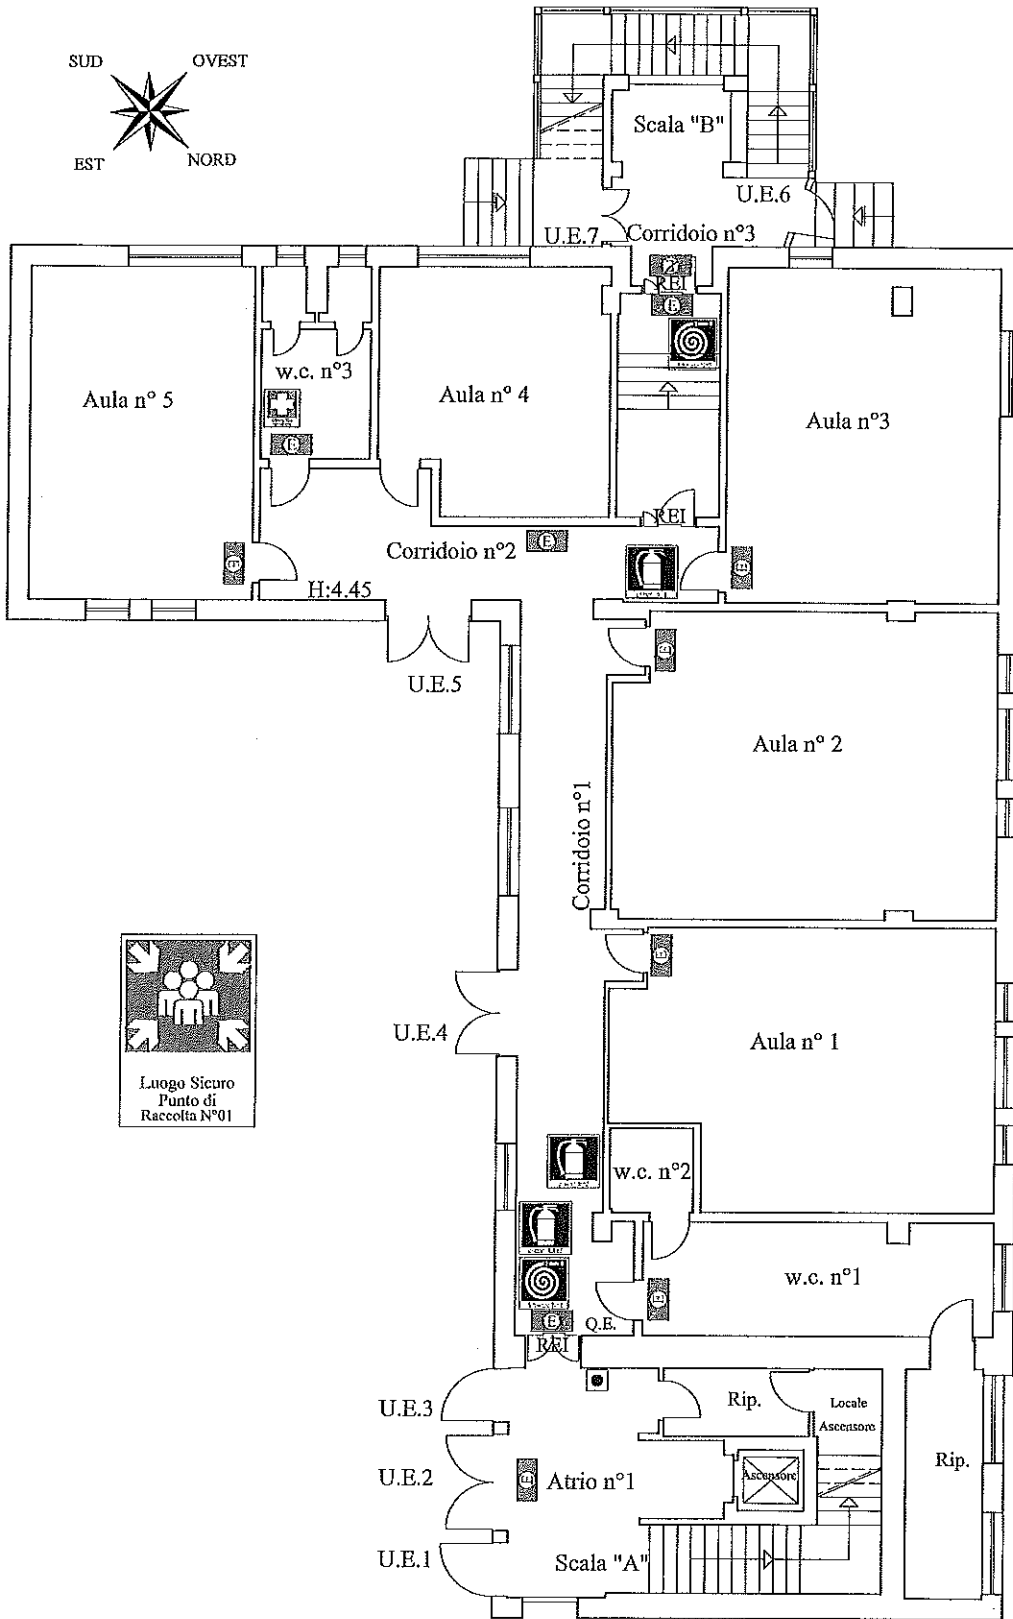 SUD
OVEST
EST
NORD
Scala "B"
U.E.6
U.E.7
Corridoio n°3
2
REI
E
w.c. n°3
Aula n° 5
Aula n° 4
Aula n°3
E
REI
Corridoio n°2
E
E
E
H:4.45
E
U.E.5
Aula n° 2
Corridoio n°1
E
U.E.4
Aula n° 1
Luogo Sicuro
Punto di
Raccolta N°01
w.c. n°2
w.c. n°1
E
E
Q.E.
REI
U.E.3
Rip.
Locale
Ascensore
Rip.
U.E.2
E
Atrio n°1
Ascensore
U.E.1
Scala "A"